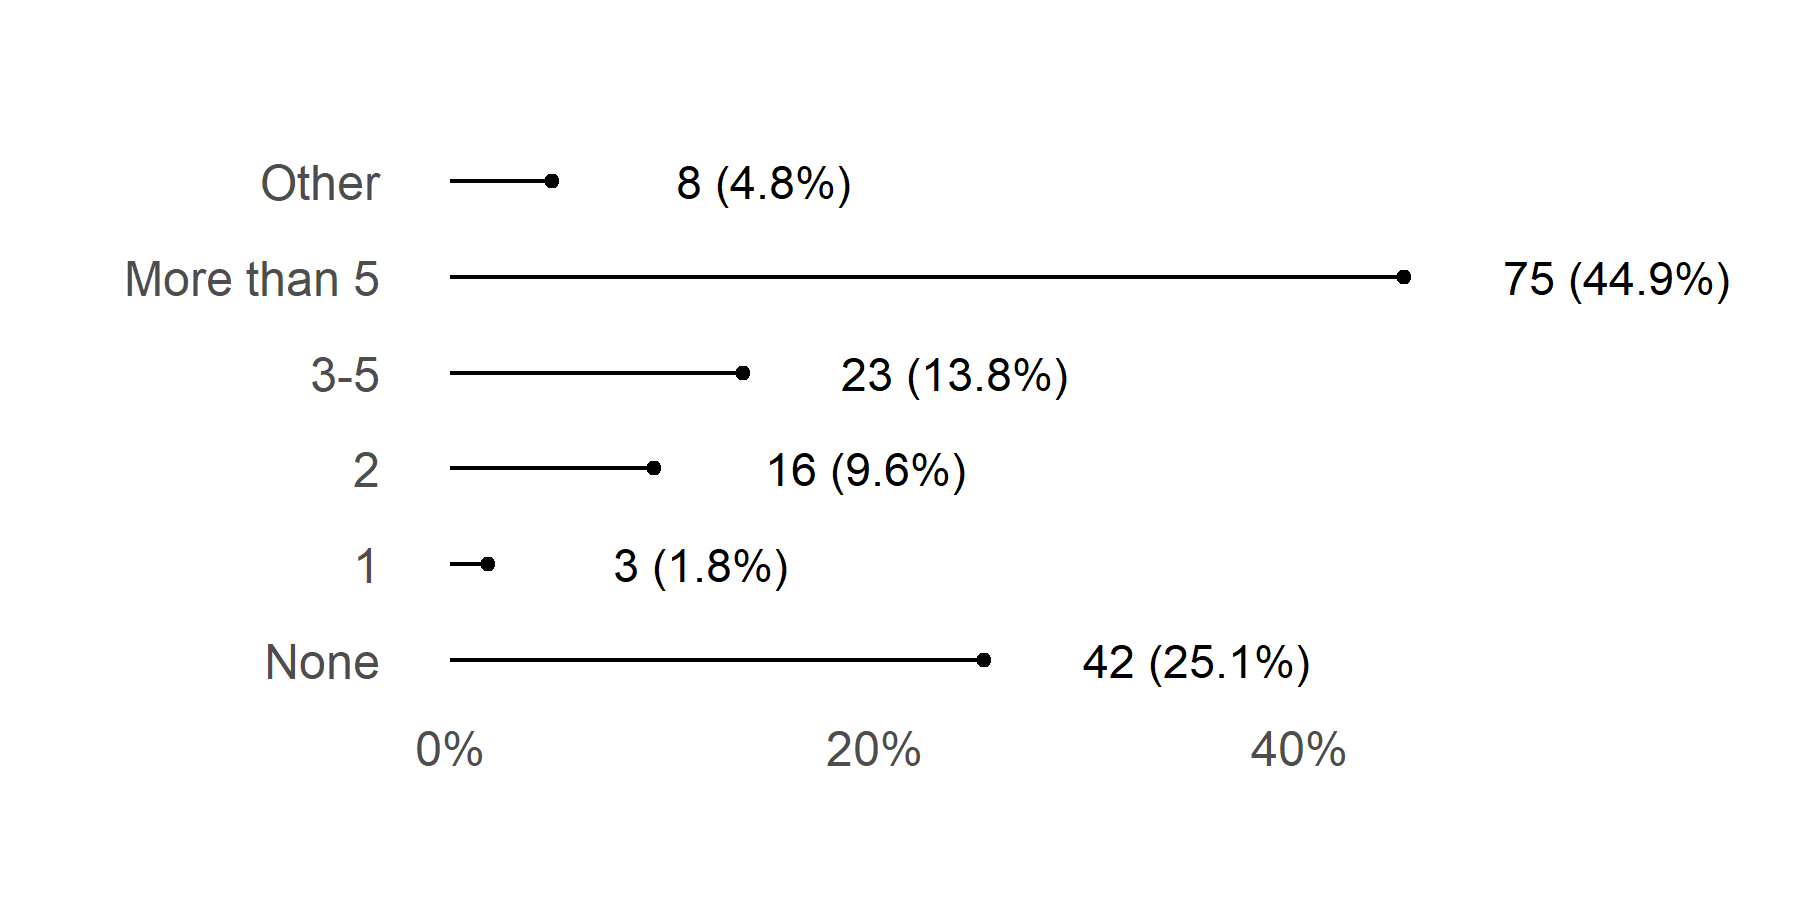 Other 8 (4.8%)
More than 5 75 (44.9%)
3-5 23 (13.8%)
2 16 (9.6%)
1 3 (1.8%)
None 42 (25.1%)
0% 20% 40%